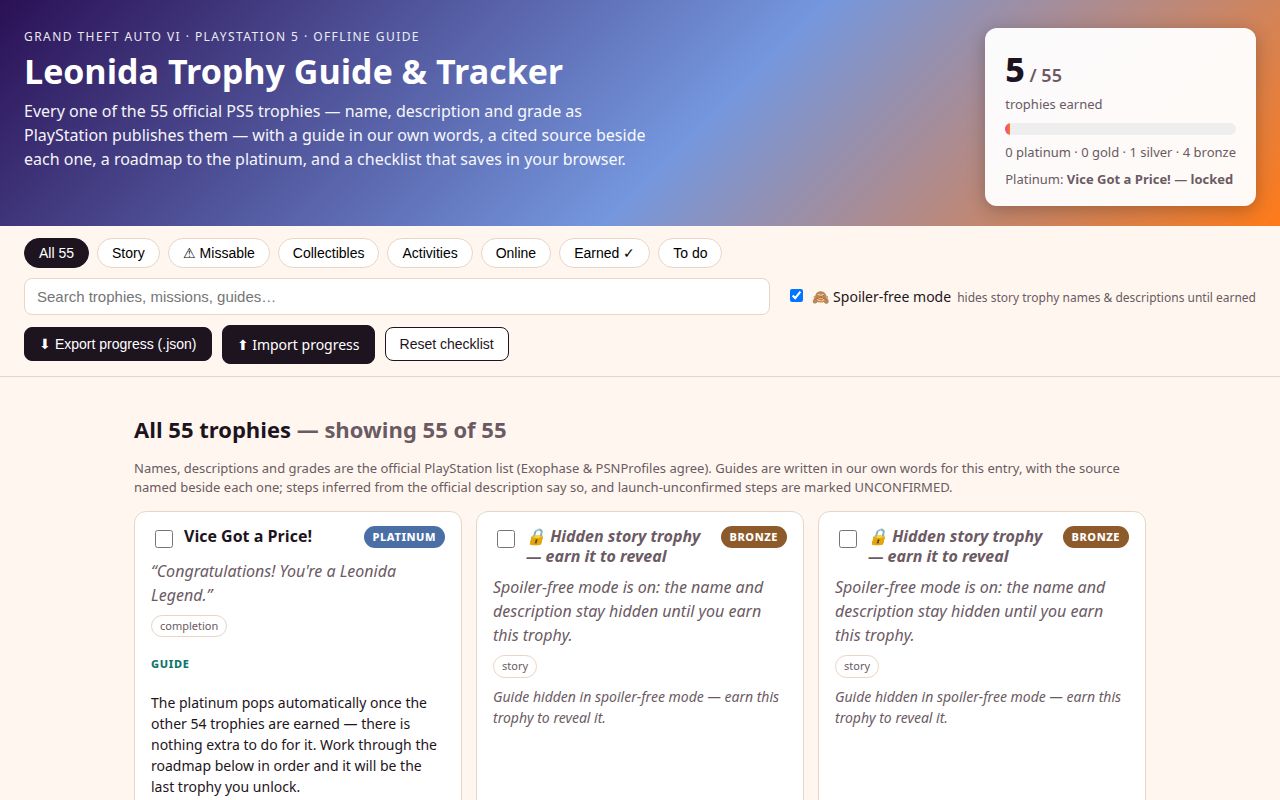 GRAND THEFT AUTO VI · PLAYSTATION 5 · OFFLINE GUIDE
Leonida Trophy Guide & Tracker
Every one of the 55 official PS5 trophies — name, description and grade as
PlayStation publishes them — with a guide in our own words, a cited source beside
each one, a roadmap to the platinum, and a checklist that saves in your browser.
5 / 55
trophies earned
0 platinum · 0 gold · 1 silver · 4 bronze
Platinum: Vice Got a Price! — locked
All 55 Story ⚠ Missable Collectibles Activities Online Earned ✓ To do
Search trophies, missions, guides…
🙈 Spoiler-free mode hides story trophy names & descriptions until earned
⬇ Export progress (.json) ⬆ Import progress Reset checklist
All 55 trophies — showing 55 of 55
Names, descriptions and grades are the official PlayStation list (Exophase & PSNProfiles agree). Guides are written in our own words for this entry, with the source
named beside each one; steps inferred from the official description say so, and launch-unconfirmed steps are marked UNCONFIRMED.
Vice Got a Price! PLATINUM
“Congratulations! You're a Leonida
Legend.”
completion
GUIDE
The platinum pops automatically once the
other 54 trophies are earned — there is
nothing extra to do for it. Work through the
roadmap below in order and it will be the
last trophy you unlock.
🔒 Hidden story trophy BRONZE
— earn it to reveal
Spoiler-free mode is on: the name and
description stay hidden until you earn
this trophy.
story
Guide hidden in spoiler-free mode — earn this
trophy to reveal it.
🔒 Hidden story trophy BRONZE
— earn it to reveal
Spoiler-free mode is on: the name and
description stay hidden until you earn
this trophy.
story
Guide hidden in spoiler-free mode — earn this
trophy to reveal it.